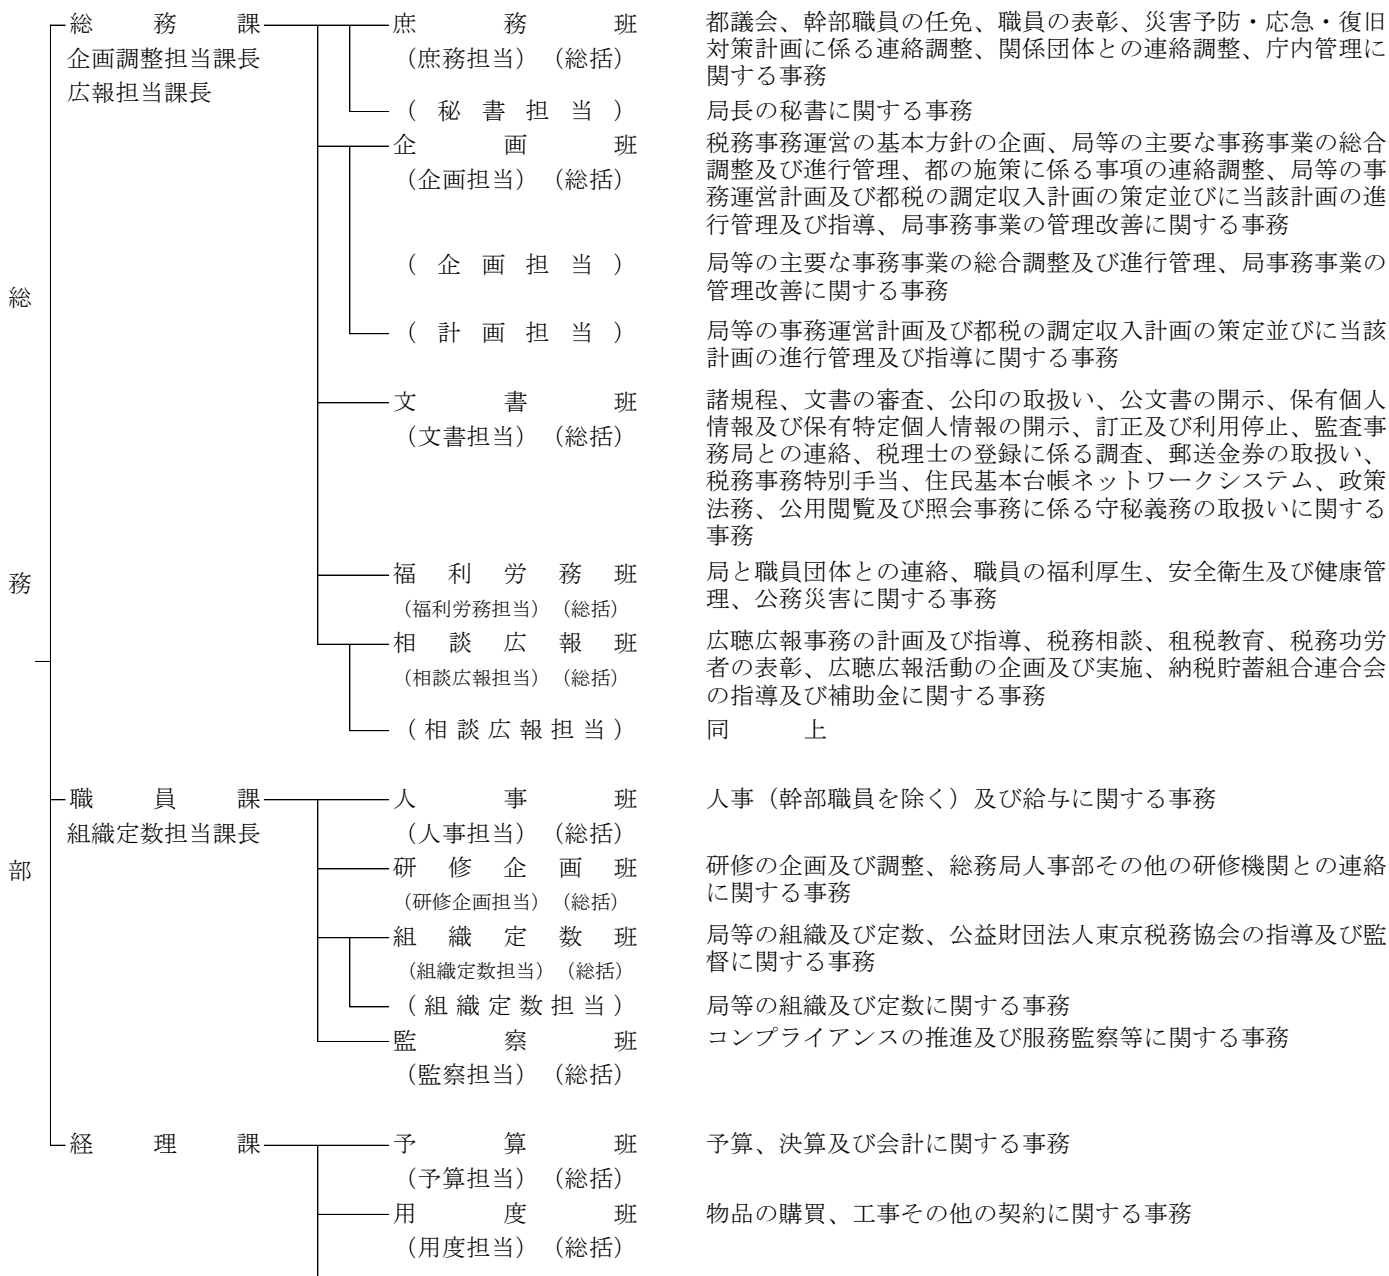 総務部
総務課
企画調整担当課長
広報担当課長
庶務班
（庶務担当）（総括）
都議会、幹部職員の任免、職員の表彰、災害予防・応急・復旧
対策計画に係る連絡調整、関係団体との連絡調整、庁内管理に
関する事務
（秘書担当）
局長の秘書に関する事務
企画班
（企画担当）（総括）
税務事務運営の基本方針の企画、局等の主要な事務事業の総合
調整及び進行管理、都の施策に係る事項の連絡調整、局等の事
務運営計画及び都税の調定収入計画の策定並びに当該計画の進
行管理及び指導、局事務事業の管理改善に関する事務
（企画担当）
局等の主要な事務事業の総合調整及び進行管理、局事務事業の
管理改善に関する事務
（計画担当）
局等の事務運営計画及び都税の調定収入計画の策定並びに当該
計画の進行管理及び指導に関する事務
文書班
（文書担当）（総括）
諸規程、文書の審査、公印の取扱い、公文書の開示、保有個人
情報及び保有特定個人情報の開示、訂正及び利用停止、監査事
務局との連絡、税理士の登録に係る調査、郵送金券の取扱い、
税務事務特別手当、住民基本台帳ネットワークシステム、政策
法務、公用閲覧及び照会事務に係る守秘義務の取扱いに関する
事務
福利労務班
（福利労務担当）（総括）
局と職員団体との連絡、職員の福利厚生、安全衛生及び健康管
理、公務災害に関する事務
相談広報班
（相談広報担当）（総括）
広聴広報事務の計画及び指導、税務相談、租税教育、税務功労
者の表彰、広聴広報活動の企画及び実施、納税貯蓄組合連合会
の指導及び補助金に関する事務
（相談広報担当）
同上
職員課
組織定数担当課長
人事班
（人事担当）（総括）
人事（幹部職員を除く）及び給与に関する事務
研修企画班
（研修企画担当）（総括）
研修の企画及び調整、総務局人事部その他の研修機関との連絡
に関する事務
組織定数班
（組織定数担当）（総括）
局等の組織及び定数、公益財団法人東京税務協会の指導及び監
督に関する事務
（組織定数担当）
局等の組織及び定数に関する事務
監察班
（監察担当）（総括）
コンプライアンスの推進及び服務監察等に関する事務
経理課
予算班
（予算担当）（総括）
予算、決算及び会計に関する事務
用度班
（用度担当）（総括）
物品の購買、工事その他の契約に関する事務